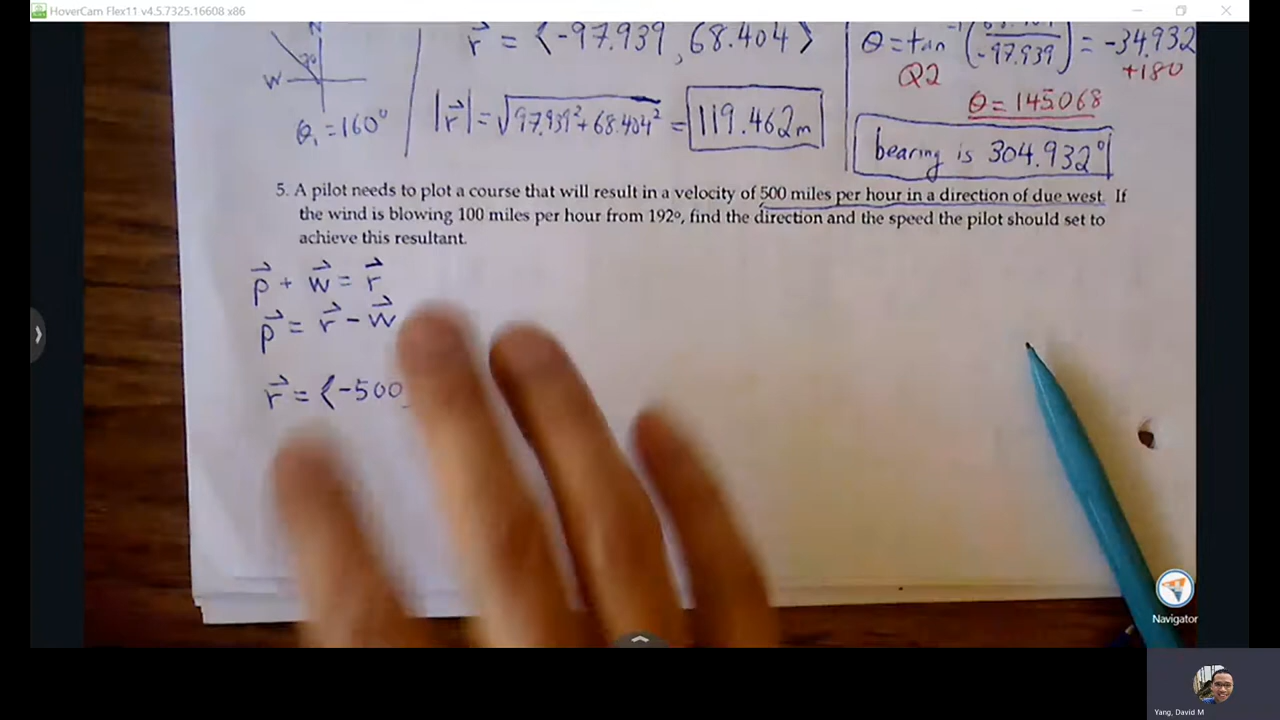 HoverCam Flex11 v4.5.7325.16608 x86
N
W
θ₁ = 160°
r⃗ = ⟨-97.939, 68.404⟩
|r⃗| = √97.939² + 68.404² = 119.462m
θ = tan⁻¹( / -97.939) = -34.932
Q2 +180
θ = 145.068
bearing is 304.932°
5. A pilot needs to plot a course that will result in a velocity of 500 miles per hour in a direction of due west. If
the wind is blowing 100 miles per hour from 192º, find the direction and the speed the pilot should set to
achieve this resultant.
p⃗ + w⃗ = r⃗
p⃗ = r⃗ - w⃗
r⃗ = ⟨-500
Navigator
Yang, David M